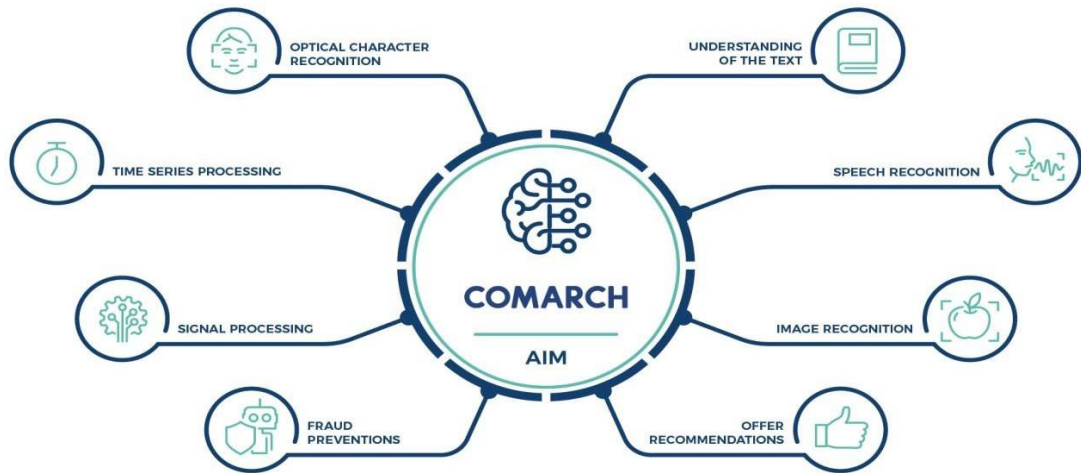 OPTICAL CHARACTER
RECOGNITION
UNDERSTANDING
OF THE TEXT
TIME SERIES PROCESSING
SPEECH RECOGNITION
COMARCH
AIM
SIGNAL PROCESSING
IMAGE RECOGNITION
FRAUD
PREVENTIONS
OFFER
RECOMMENDATIONS